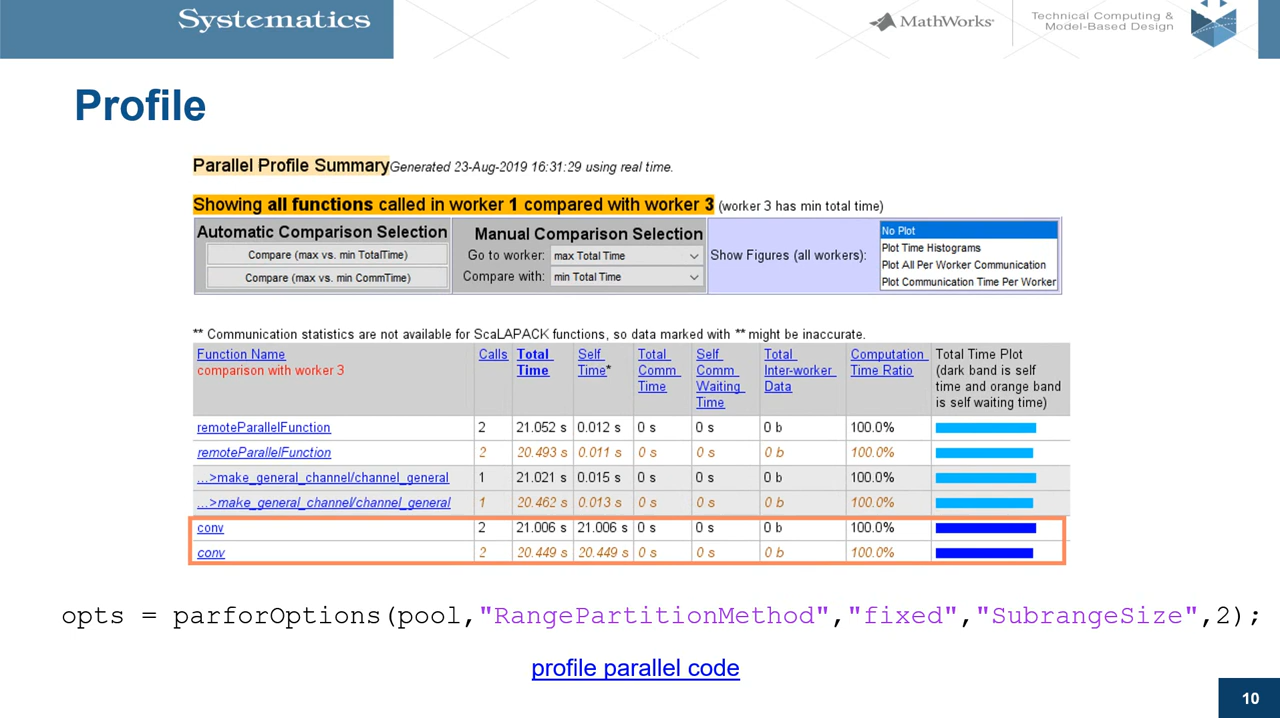 Systematics
MathWorks®
Technical Computing &
Model-Based Design
Profile
Parallel Profile Summary Generated 23-Aug-2019 16:31:29 using real time.
Showing all functions called in worker 1 compared with worker 3 (worker 3 has min total time)
Automatic Comparison Selection
Compare (max vs. min TotalTime)
Compare (max vs. min CommTime)
Manual Comparison Selection
Go to worker: max Total Time
Compare with: min Total Time
Show Figures (all workers):
No Plot
Plot Time Histograms
Plot All Per Worker Communication
Plot Communication Time Per Worker
** Communication statistics are not available for ScaLAPACK functions, so data marked with ** might be inaccurate.
Function Name
comparison with worker 3
Calls
Total
Time
Self
Time*
Total
Comm
Time
Self
Comm
Waiting
Time
Total
Inter-worker
Data
Computation
Time Ratio
Total Time Plot
(dark band is self
time and orange band
is self waiting time)
remoteParallelFunction 2 21.052 s 0.012 s 0 s 0 s 0 b 100.0%
remoteParallelFunction 2 20.493 s 0.011 s 0 s 0 s 0 b 100.0%
...>make_general_channel/channel_general 1 21.021 s 0.015 s 0 s 0 s 0 b 100.0%
...>make_general_channel/channel_general 1 20.462 s 0.013 s 0 s 0 s 0 b 100.0%
conv 2 21.006 s 21.006 s 0 s 0 s 0 b 100.0%
conv 2 20.449 s 20.449 s 0 s 0 s 0 b 100.0%
opts = parforOptions(pool,"RangePartitionMethod","fixed","SubrangeSize",2);
profile parallel code
10